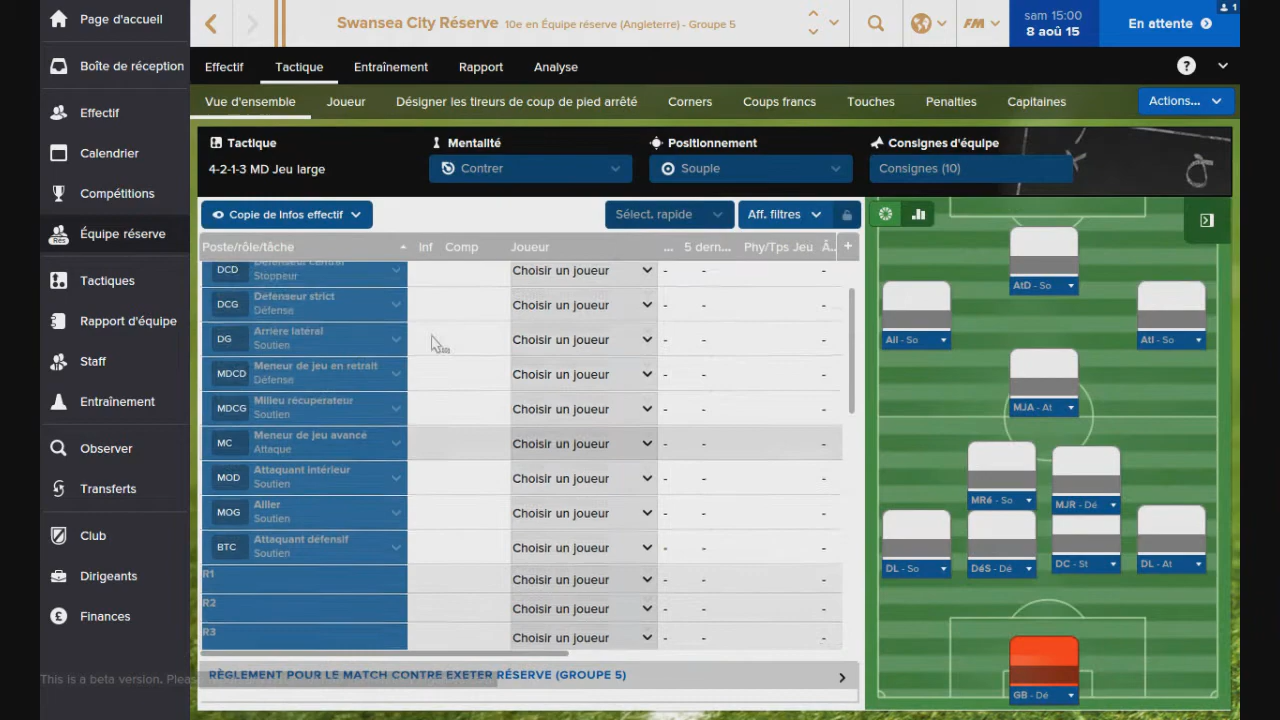 Page d'accueil
Boîte de réception
Effectif
Calendrier
Compétitions
Rés
Équipe réserve
Tactiques
Rapport d'équipe
Staff
Entraînement
Observer
Transferts
Club
Dirigeants
Finances
This is a beta version. Pleas
Swansea City Réserve 10e en Équipe réserve (Angleterre) - Groupe 5
FM
sam 15:00
8 aoû 15
En attente
1
Effectif Tactique Entraînement Rapport Analyse
?
Vue d'ensemble Joueur Désigner les tireurs de coup de pied arrêté Corners Coups francs Touches Penalties Capitaines Actions...
Tactique Mentalité Positionnement Consignes d'équipe
4-2-1-3 MD Jeu large Contrer Souple Consignes (10)
Copie de Infos effectif Sélect. rapide Aff. filtres
Poste/rôle/tâche Inf Comp Joueur ... 5 dern... Phy/Tps Jeu +
DCD Défenseur central Choisir un joueur - - -
Stoppeur
DCG Défenseur strict Choisir un joueur - - -
Défense
DG Arrière latéral Choisir un joueur - - -
Soutien
MDCD Meneur de jeu en retrait Choisir un joueur - - -
Défense
MDCG Milieu récupérateur Choisir un joueur - - -
Soutien
MC Meneur de jeu avancé Choisir un joueur - - -
Attaque
MOD Attaquant intérieur Choisir un joueur - - -
Soutien
MOG Ailier Choisir un joueur - - -
Soutien
BTC Attaquant défensif Choisir un joueur - - -
Soutien
R1 Choisir un joueur - - -
R2 Choisir un joueur - - -
R3 Choisir un joueur - - -
RÈGLEMENT POUR LE MATCH CONTRE EXETER RÉSERVE (GROUPE 5)
AtD - So
Ail - So
AtI - So
MJA - At
MRé - So
MJR - Dé
DL - So
DéS - Dé
DC - St
DL - At
GB - Dé